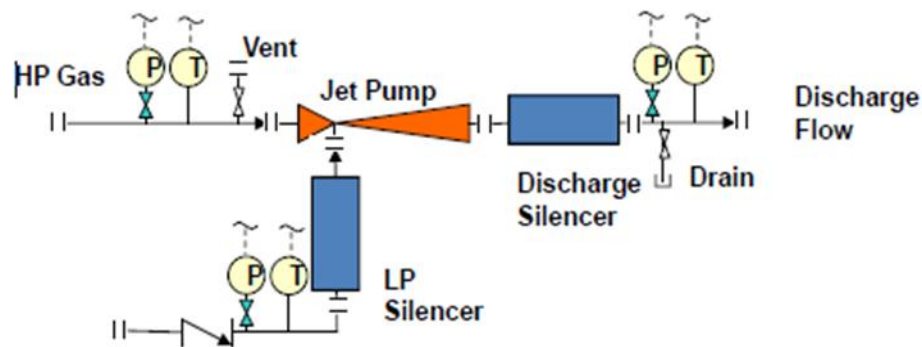 P
T
Vent
HP Gas
Jet Pump
P
T
Discharge
Flow
Discharge
Silencer
Drain
P
T
LP
Silencer